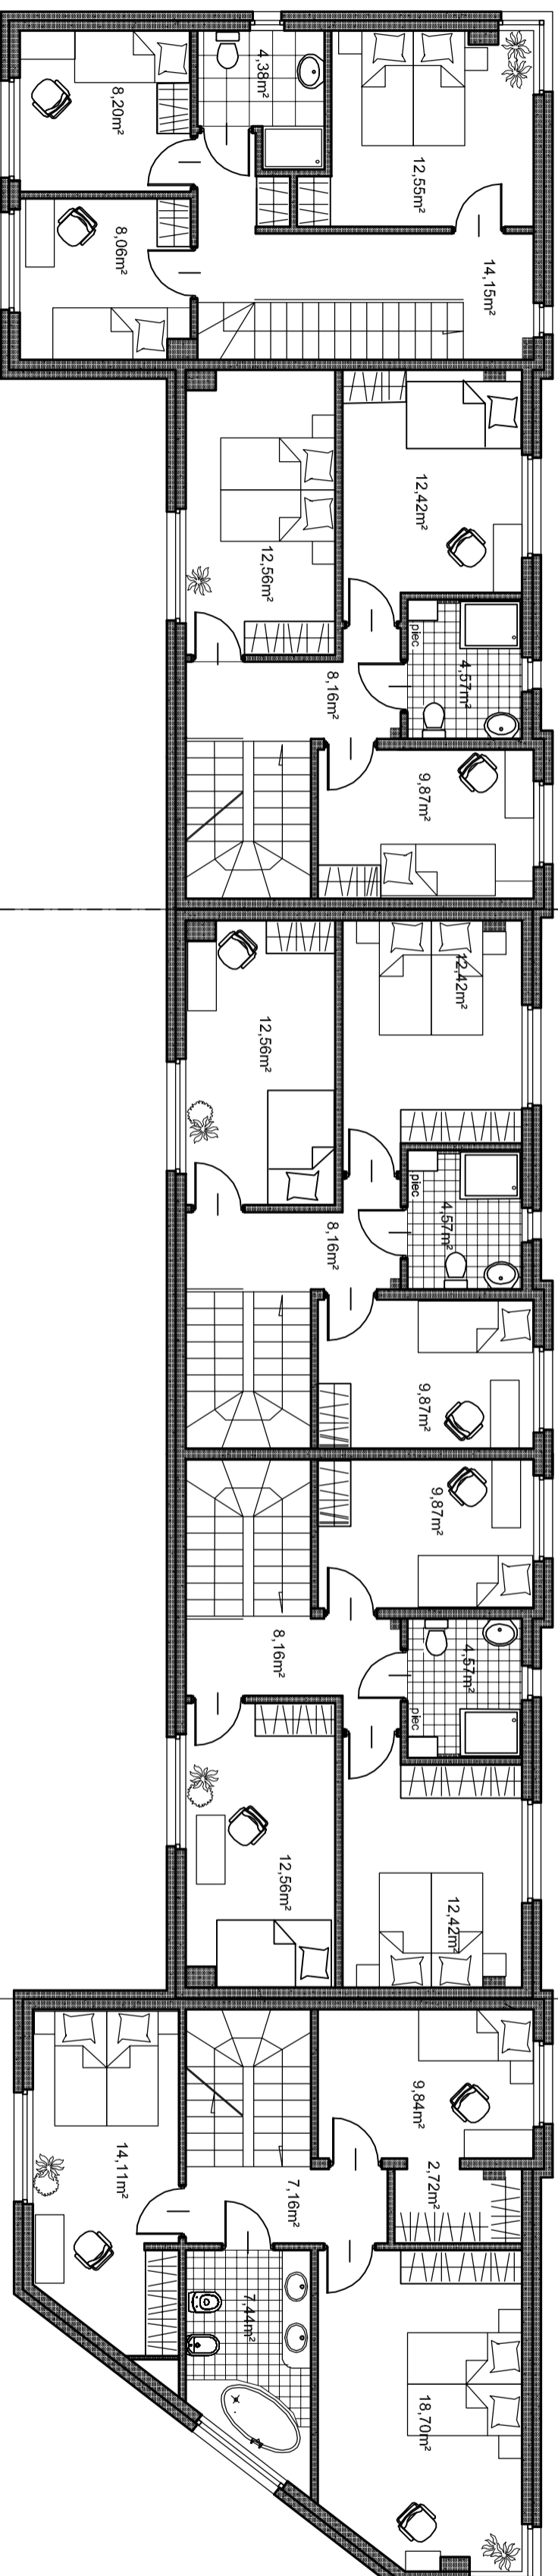 4,38m²
8,20m²
12,55m²
8,06m²
14,15m²
12,42m²
12,56m²
piec
4,57m²
8,16m²
9,87m²
12,42m²
12,56m²
piec
4,57m²
8,16m²
9,87m²
9,87m²
8,16m²
4,57m²
piec
12,56m²
12,42m²
9,84m²
14,11m²
2,72m²
7,16m²
7,44m²
18,70m²